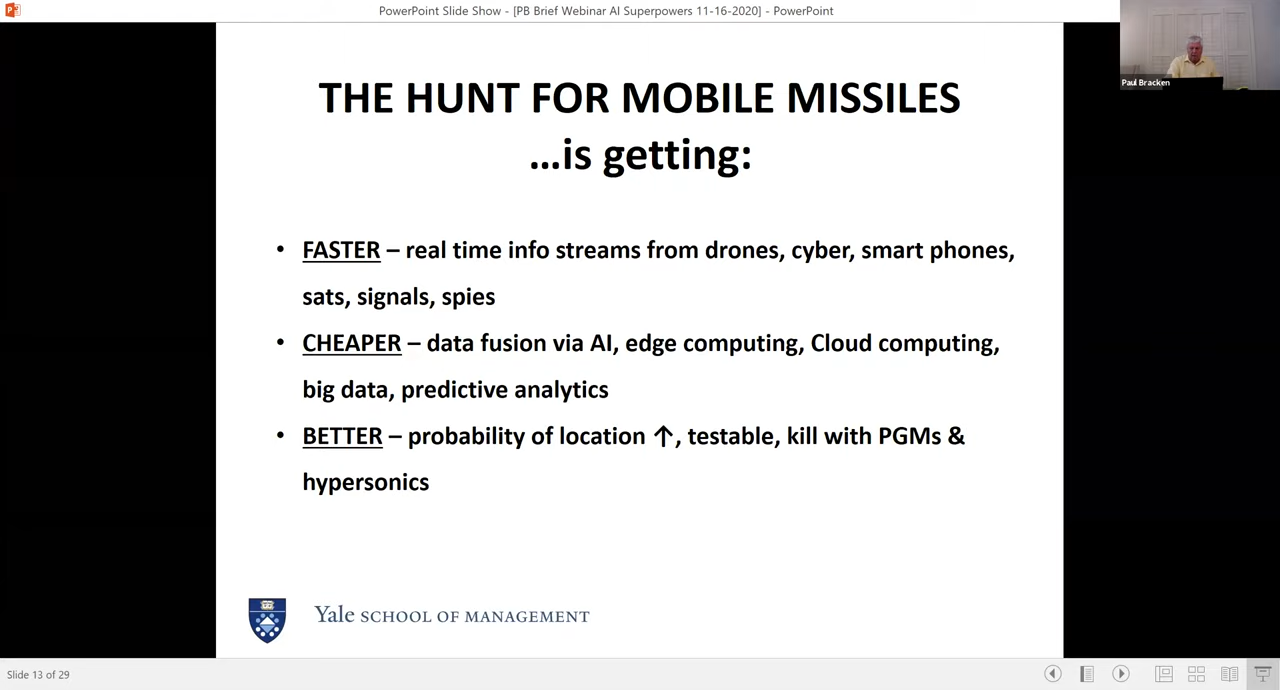 PowerPoint Slide Show - [PB Brief Webinar AI Superpowers 11-16-2020] - PowerPoint
Paul Bracken
THE HUNT FOR MOBILE MISSILES
...is getting:
• FASTER – real time info streams from drones, cyber, smart phones,
sats, signals, spies
• CHEAPER – data fusion via AI, edge computing, Cloud computing,
big data, predictive analytics
• BETTER – probability of location ↑, testable, kill with PGMs &
hypersonics
Yale SCHOOL OF MANAGEMENT
Slide 13 of 29